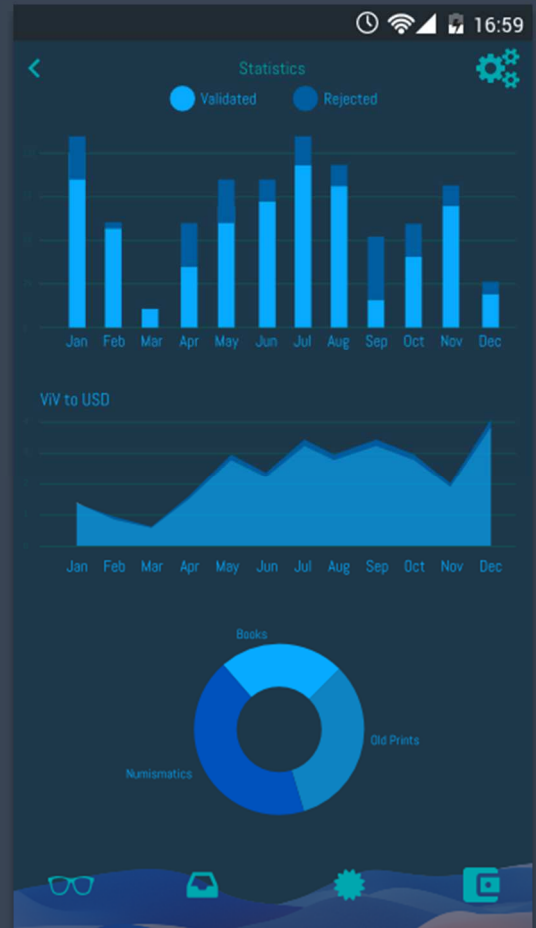 16:59
Statistics
Validated Rejected
Jan Feb Mar Apr May Jun Jul Aug Sep Oct Nov Dec
ViV to USD
Jan Feb Mar Apr May Jun Jul Aug Sep Oct Nov Dec
Books
Old Prints
Numismatics